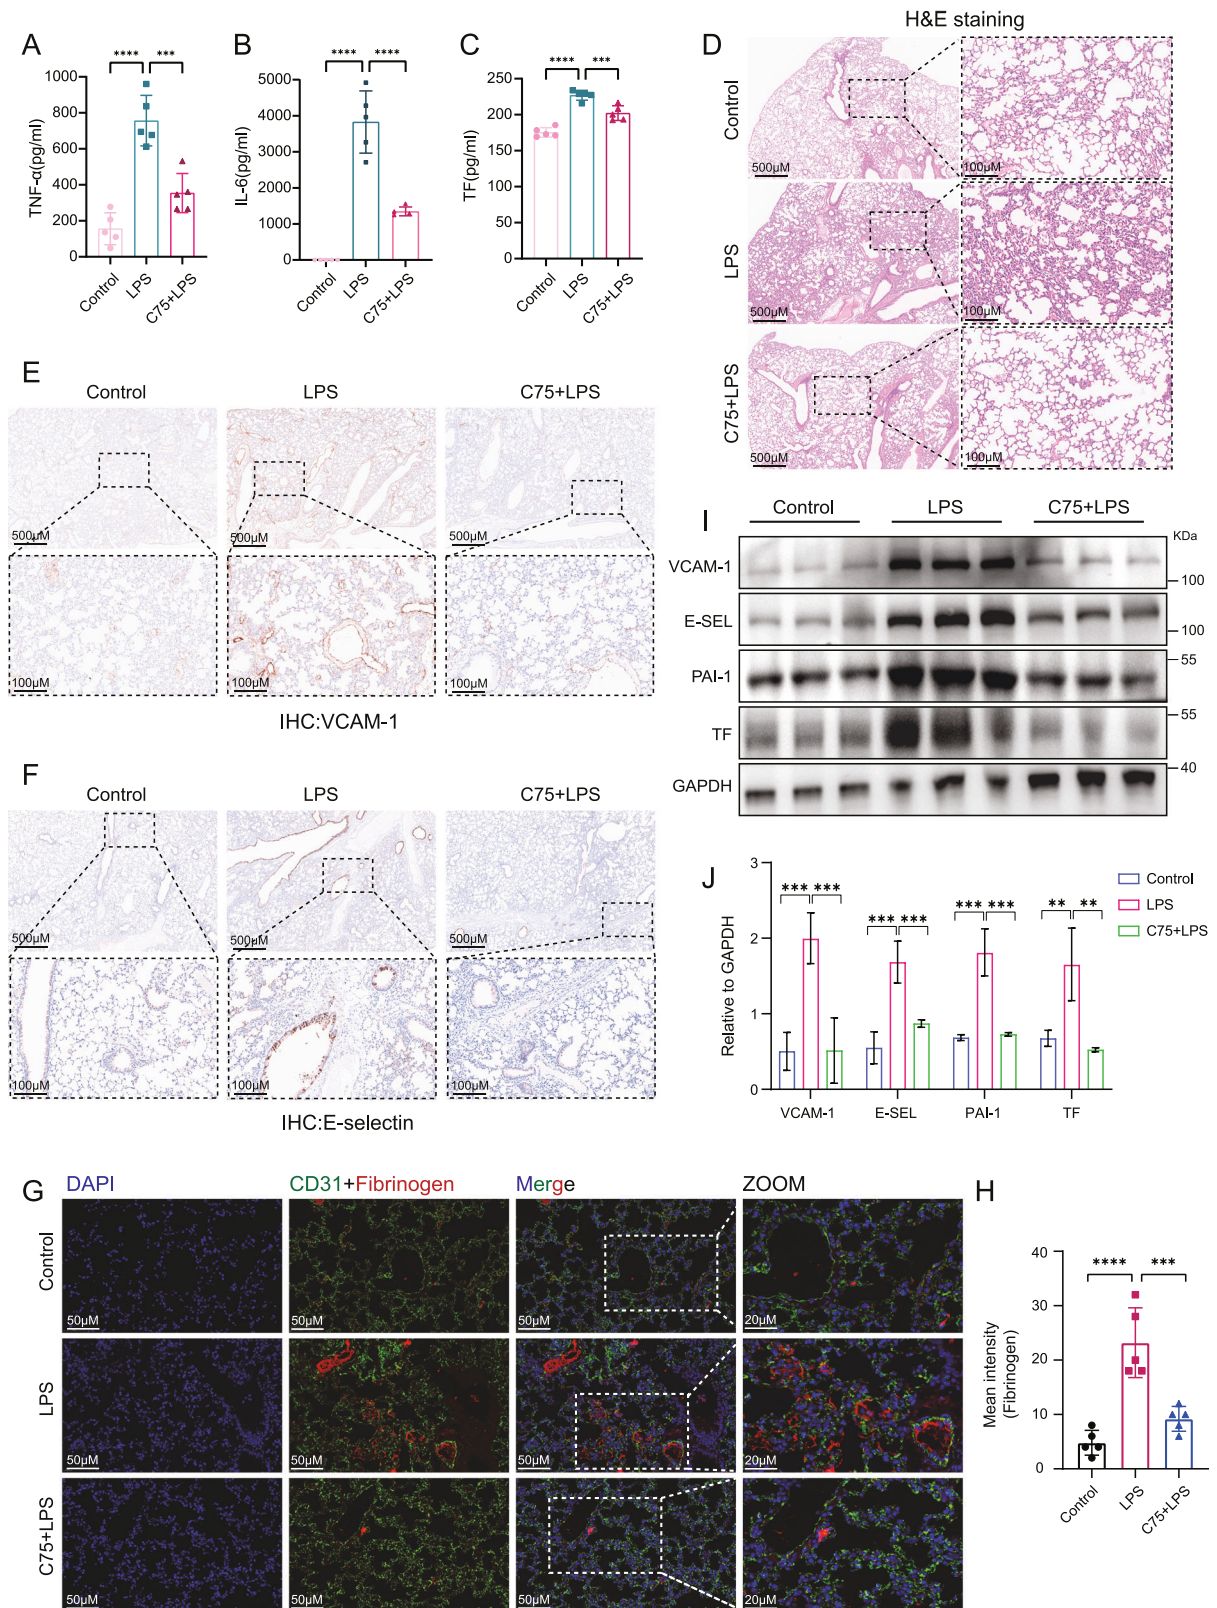 A
**** ***
TNF-α(pg/ml)
1000
800
600
400
200
0
Control
LPS
C75+LPS
B
**** ****
IL-6(pg/ml)
5000
4000
3000
2000
1000
0
Control
LPS
C75+LPS
C
**** ***
TF(pg/ml)
250
200
150
100
50
0
Control
LPS
C75+LPS
H&E staining
D
Control
500μM 100μM
LPS
500μM 100μM
C75+LPS
500μM 100μM
E
Control LPS C75+LPS
500μM 500μM 500μM
100μM 100μM 100μM
IHC:VCAM-1
F
Control LPS C75+LPS
500μM 500μM 500μM
100μM 100μM 100μM
IHC:E-selectin
I
Control LPS C75+LPS
KDa
VCAM-1
100
E-SEL
100
PAI-1
55
TF
55
GAPDH
40
J
Relative to GAPDH
3
2
1
0
*** ***
*** ***
*** ***
** **
VCAM-1 E-SEL PAI-1 TF
Control
LPS
C75+LPS
G
DAPI CD31+Fibrinogen Merge ZOOM
Control
50μM 50μM 50μM 20μM
LPS
50μM 50μM 50μM 20μM
C75+LPS
50μM 50μM 50μM 20μM
H
**** ***
Mean intensity
(Fibrinogen)
40
30
20
10
0
Control
LPS
C75+LPS